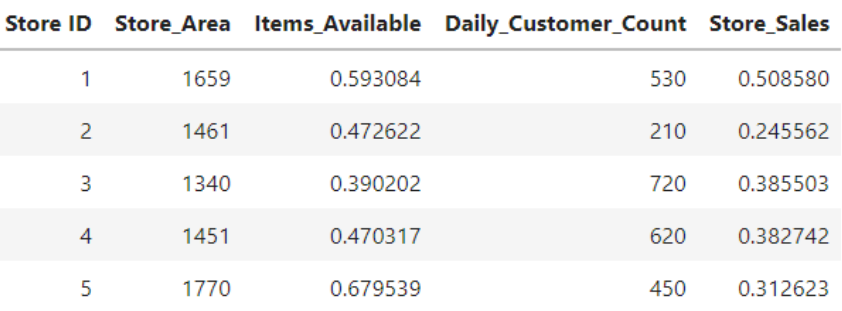 Store ID Store_Area Items_Available Daily_Customer_Count Store_Sales
1 1659 0.593084 530 0.508580
2 1461 0.472622 210 0.245562
3 1340 0.390202 720 0.385503
4 1451 0.470317 620 0.382742
5 1770 0.679539 450 0.312623